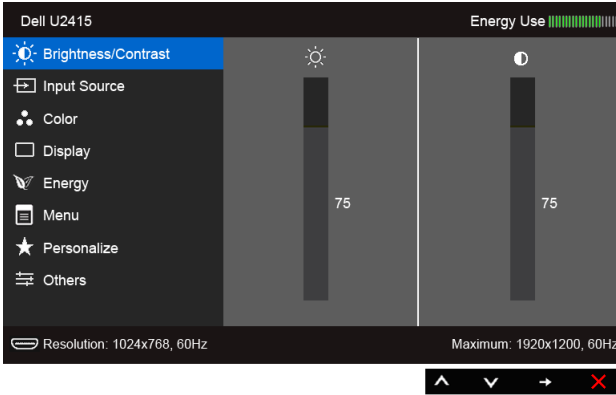 Dell U2415
Energy Use
Brightness/Contrast
Input Source
Color
Display
Energy
Menu
Personalize
Others
75
75
Resolution: 1024x768, 60Hz
Maximum: 1920x1200, 60Hz